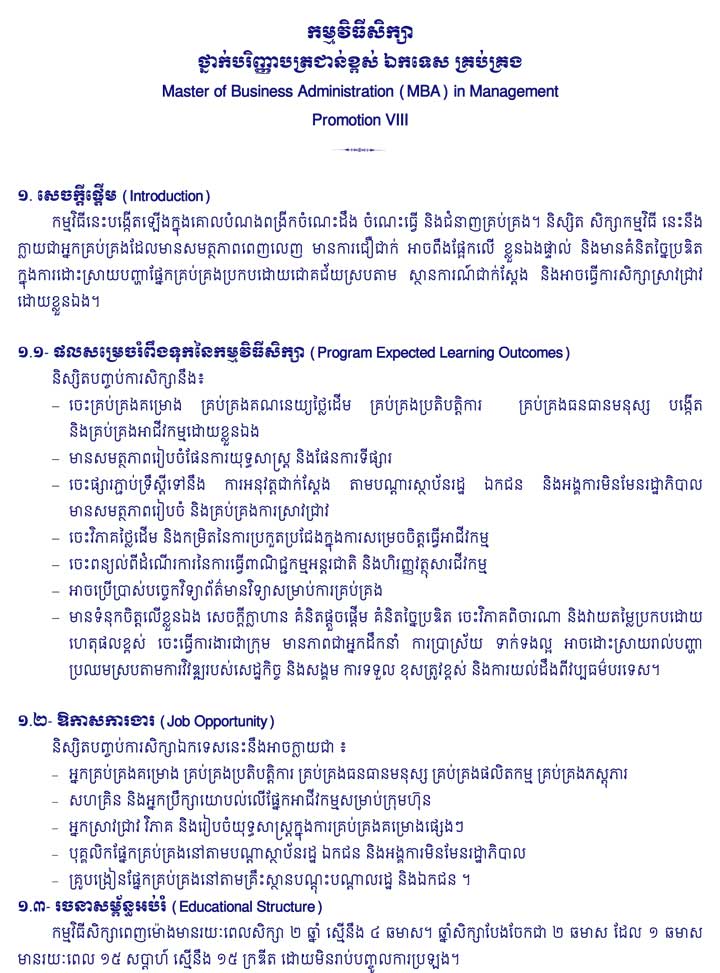 កម្មវិធីសិក្សា
ថ្នាក់បរិញ្ញាបត្រជាន់ខ្ពស់ ឯកទេស គ្រប់គ្រង
Master of Business Administration (MBA) in Management
Promotion VIII
១. សេចក្តីផ្តើម (Introduction)
កម្មវិធីនេះបង្កើតឡើងក្នុងគោលបំណងពង្រីកចំណេះដឹង ចំណេះធ្វើ និងជំនាញគ្រប់គ្រង។ និស្សិត សិក្សាកម្មវិធី នេះនឹង
ក្លាយជាអ្នកគ្រប់គ្រងដែលមានសមត្ថភាពពេញលេញ មានការជឿជាក់ អាចពឹងផ្អែកលើ ខ្លួនឯងផ្ទាល់ និងមានគំនិតច្នៃប្រឌិត
ក្នុងការដោះស្រាយបញ្ហាផ្នែកគ្រប់គ្រងប្រកបដោយជោគជ័យស្របតាម ស្ថានការណ៍ជាក់ស្តែង និងអាចធ្វើការសិក្សាស្រាវជ្រាវ
ដោយខ្លួនឯង។
១.១- ផលសម្រេចរំពឹងទុកនៃកម្មវិធីសិក្សា (Program Expected Learning Outcomes)
និស្សិតបញ្ចប់ការសិក្សានឹង៖
– ចេះគ្រប់គ្រងគម្រោង គ្រប់គ្រងគណនេយ្យថ្លៃដើម គ្រប់គ្រងប្រតិបត្តិការ គ្រប់គ្រងធនធានមនុស្ស បង្កើត
និងគ្រប់គ្រងអាជីវកម្មដោយខ្លួនឯង
– មានសមត្ថភាពរៀបចំផែនការយុទ្ធសាស្ត្រ និងផែនការទីផ្សារ
– ចេះផ្សារភ្ជាប់ទ្រឹស្តីទៅនឹង ការអនុវត្តជាក់ស្តែង តាមបណ្តារស្ថាប័នរដ្ឋ ឯកជន និងអង្គការមិនមែនរដ្ឋាភិបាល
មានសមត្ថភាពរៀបចំ និងគ្រប់គ្រងការស្រាវជ្រាវ
– ចេះវិភាគថ្លៃដើម និងកម្រិតនៃការប្រកួតប្រជែងក្នុងការសម្រេចចិត្តធ្វើអាជីវកម្ម
– ចេះពន្យល់ពីដំណើរការនៃការធ្វើពាណិជ្ជកម្មអន្តរជាតិ និងហិរញ្ញវត្ថុសារជីវកម្ម
– អាចប្រើប្រាស់បច្ចេកវិទ្យាព័ត៌មានវិទ្យាសម្រាប់ការគ្រប់គ្រង
– មានទំនុកចិត្តលើខ្លួនឯង សេចក្តីក្លាហាន គំនិតផ្តួចផ្តើម គំនិតច្នៃប្រឌិត ចេះវិភាគពិចារណា និងវាយតម្លៃប្រកបដោយ
ហេតុផលខ្ពស់ ចេះធ្វើការងារជាក្រុម មានភាពជាអ្នកដឹកនាំ ការប្រាស្រ័យ ទាក់ទងល្អ អាចដោះស្រាយរាល់បញ្ហា
ប្រឈមស្របតាមការវិវឌ្ឍរបស់សេដ្ឋកិច្ច និងសង្គម ការទទួល ខុសត្រូវខ្ពស់ និងការយល់ដឹងពីវប្បធម៌បរទេស។
១.២- ឱកាសការងារ (Job Opportunity)
និស្សិតបញ្ចប់ការសិក្សាឯកទេសនេះនឹងអាចក្លាយជា ៖
– អ្នកគ្រប់គ្រងគម្រោង គ្រប់គ្រងប្រតិបត្តិការ គ្រប់គ្រងធនធានមនុស្ស គ្រប់គ្រងផលិតកម្ម គ្រប់គ្រងភស្តុភារ
– សហគ្រិន និងអ្នកប្រឹក្សាយោបល់លើផ្នែកអាជីវកម្មសម្រាប់ក្រុមហ៊ុន
– អ្នកស្រាវជ្រាវ វិភាគ និងរៀបចំយុទ្ធសាស្ត្រក្នុងការគ្រប់គ្រងគម្រោងផ្សេងៗ
– បុគ្គលិកផ្នែកគ្រប់គ្រងនៅតាមបណ្តាស្ថាប័នរដ្ឋ ឯកជន និងអង្គការមិនមែនរដ្ឋាភិបាល
– គ្រូបង្រៀនផ្នែកគ្រប់គ្រងនៅតាមគ្រឹះស្ថានបណ្តុះបណ្តាលរដ្ឋ និងឯកជន ។
១.៣- រចនាសម្ព័ន្ធអប់រំ (Educational Structure)
កម្មវិធីសិក្សាពេញម៉ោងមានរយៈពេលសិក្សា ២ ឆ្នាំ ស្មើនឹង ៤ ឆមាស។ ឆ្នាំសិក្សាបែងចែកជា ២ ឆមាស ដែល ១ ឆមាស
មានរយៈពេល ១៥ សប្តាហ៍ ស្មើនឹង ១៥ ក្រឌីត ដោយមិនរាប់បញ្ចូលការប្រឡង។